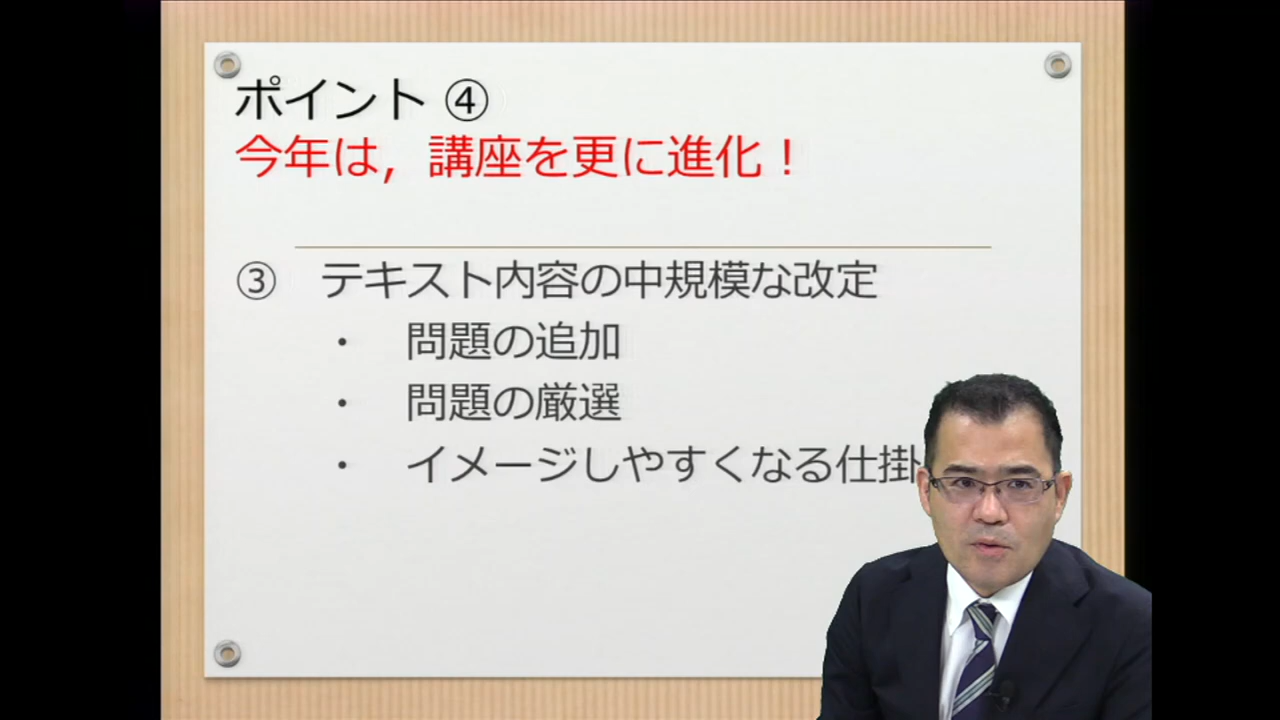 ポイント ④
今年は，講座を更に進化！
③ テキスト内容の中規模な改定
・ 問題の追加
・ 問題の厳選
・ イメージしやすくなる仕掛